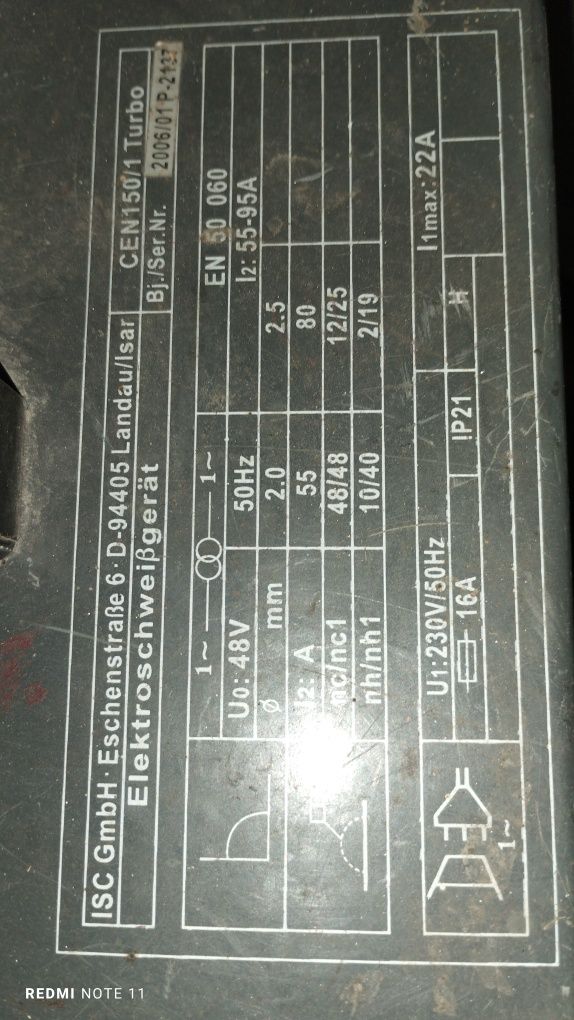 ISC GmbH · Eschenstraße 6 · D-94405 Landau/Isar
Elektroschweißgerät
CEN150/1 Turbo
Bj./Ser.Nr. 2006/01 P-2137
1~ 1~ EN 50 060
U0: 48V 50Hz I2: 55-95A
ø mm 2.0 2.5
I2: A 55 80
nc/nc1 48/48 12/25
nh/nh1 10/40 2/19
1~ U1:230V/50Hz I1max:22A
16A IP21 H
REDMI NOTE 11